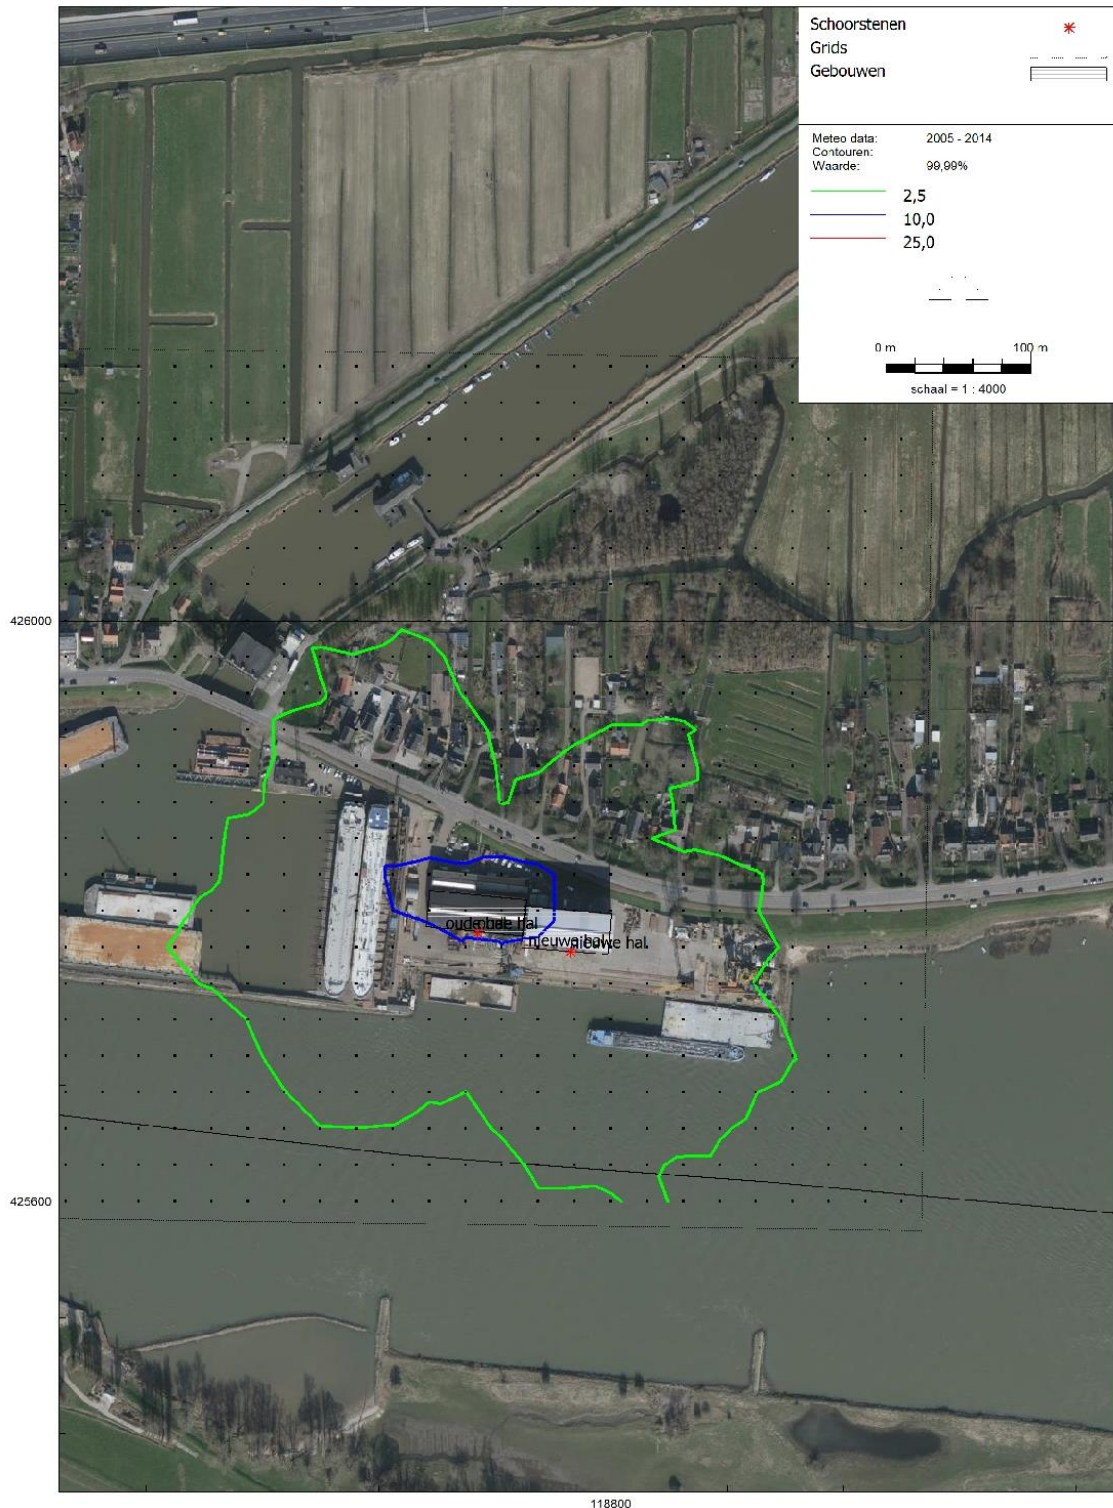 Schoorstenen
Grids
Gebouwen
Meteo data: 2005 - 2014
Contouren:
Waarde: 99,99%
2,5
10,0
25,0
0 m 100 m
schaal = 1 : 4000
426000
hal
nieuwe hal
425600
118800